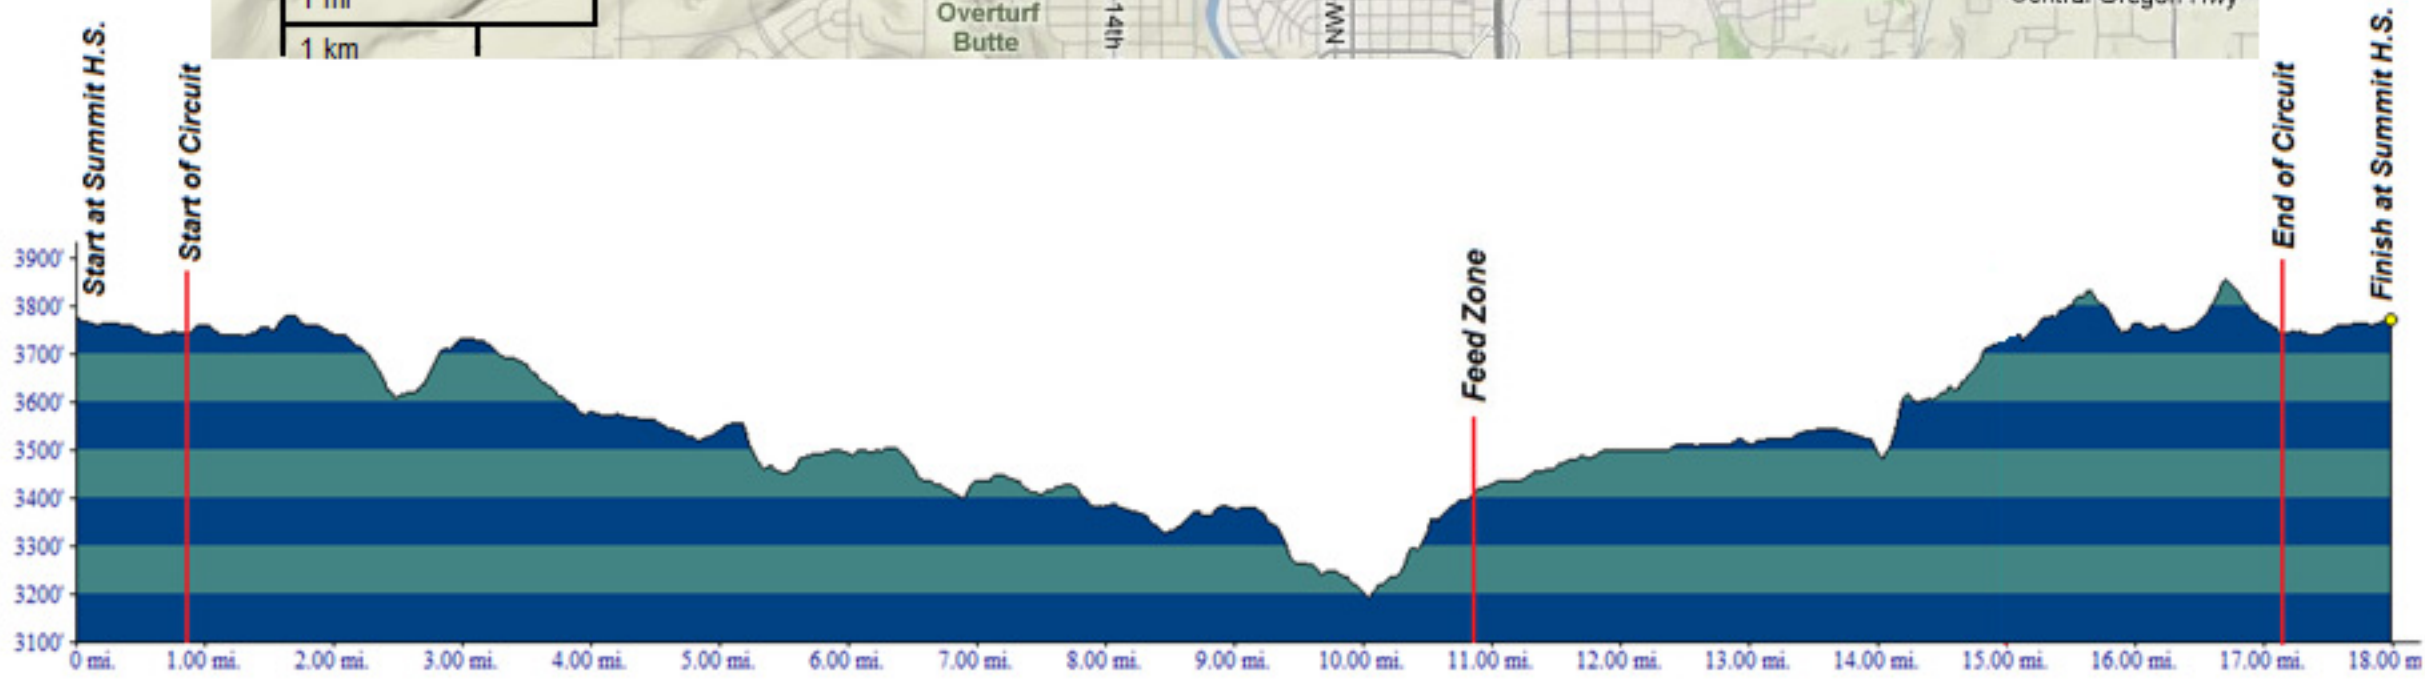 1 mi
1 km
Overturf
Butte
14th
NW
Central Oregon Hwy
Start at Summit H.S.
Start of Circuit
Feed Zone
End of Circuit
Finish at Summit H.S.
3900'
3800'
3700'
3600'
3500'
3400'
3300'
3200'
3100'
0 mi.
1.00 mi.
2.00 mi.
3.00 mi.
4.00 mi.
5.00 mi.
6.00 mi.
7.00 mi.
8.00 mi.
9.00 mi.
10.00 mi.
11.00 mi.
12.00 mi.
13.00 mi.
14.00 mi.
15.00 mi.
16.00 mi.
17.00 mi.
18.00 m